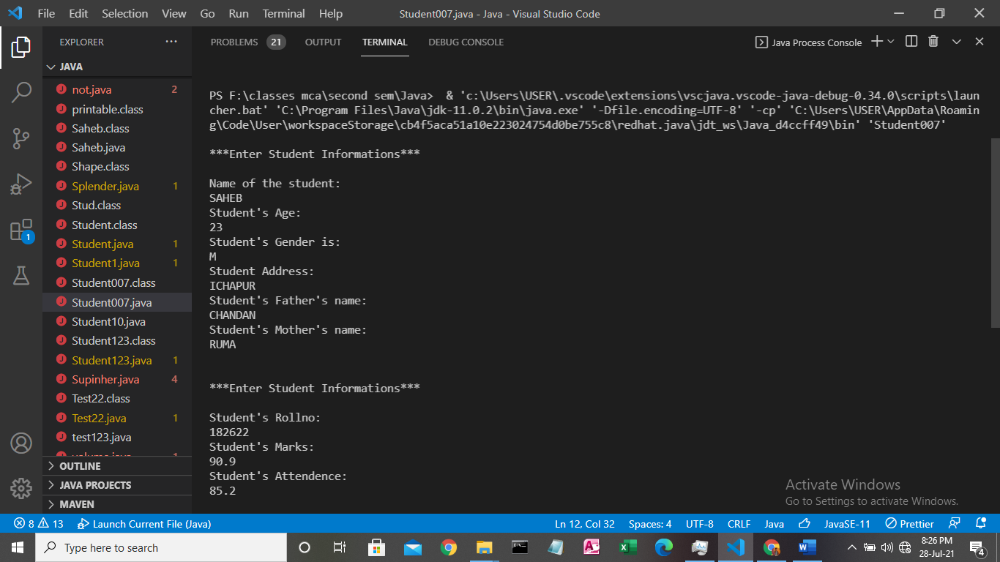 File Edit Selection View Go Run Terminal Help Student007.java - Java - Visual Studio Code
EXPLORER ···
JAVA
not.java 2
printable.class
Saheb.class
Saheb.java
Shape.class
Splender.java 1
Stud.class
Student.class
Student.java 1
Student1.java 1
Student007.class
Student007.java
Student10.java
Student123.class
Student123.java 1
Supinher.java 4
Test22.class
Test22.java 1
test123.java
OUTLINE
JAVA PROJECTS
MAVEN
1
PROBLEMS 21 OUTPUT TERMINAL DEBUG CONSOLE Java Process Console
PS F:\classes mca\second sem\Java>  & 'c:\Users\USER\.vscode\extensions\vscjava.vscode-java-debug-0.34.0\scripts\laun
cher.bat' 'C:\Program Files\Java\jdk-11.0.2\bin\java.exe' '-Dfile.encoding=UTF-8' '-cp' 'C:\Users\USER\AppData\Roamin
g\Code\User\workspaceStorage\cb4f5aca51a10e223024754d0be755c8\redhat.java\jdt_ws\Java_d4ccff49\bin' 'Student007'
***Enter Student Informations***
Name of the student:
SAHEB
Student's Age:
23
Student's Gender is:
M
Student Address:
ICHAPUR
Student's Father's name:
CHANDAN
Student's Mother's name:
RUMA
***Enter Student Informations***
Student's Rollno:
182622
Student's Marks:
90.9
Student's Attendence:
85.2
Activate Windows
Go to Settings to activate Windows.
8 13 Launch Current File (Java) Ln 12, Col 32 Spaces: 4 UTF-8 CRLF Java JavaSE-11 Prettier
Type here to search
8:26 PM
28-Jul-21
4